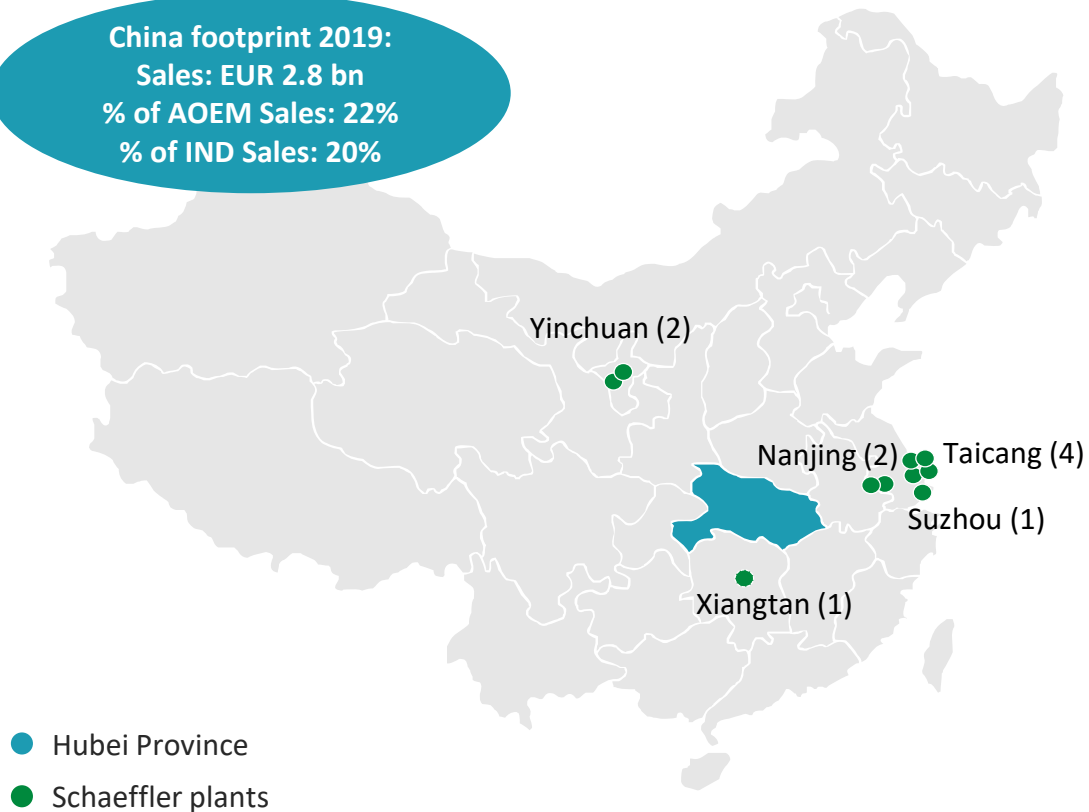 China footprint 2019:
Sales: EUR 2.8 bn
% of AOEM Sales: 22%
% of IND Sales: 20%
Yinchuan (2)
Nanjing (2)
Taicang (4)
Suzhou (1)
Xiangtan (1)
Hubei Province
Schaeffler plants